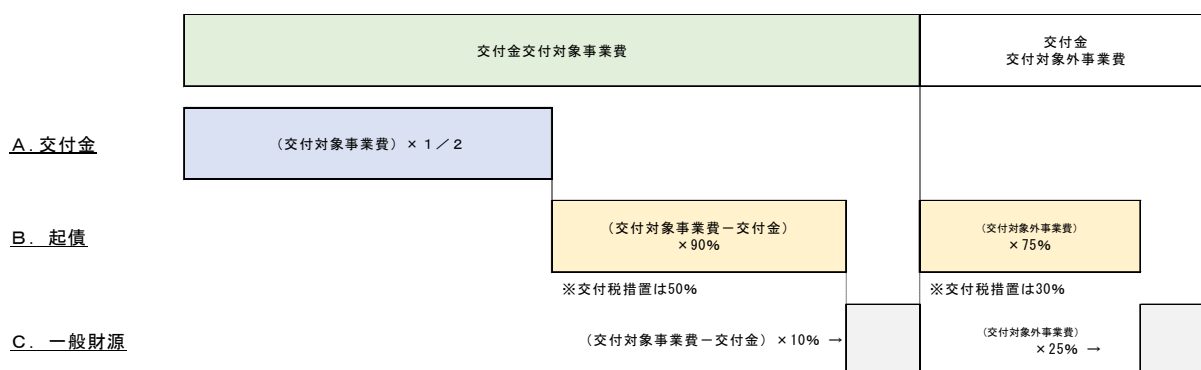 交付金交付対象事業費
交付金
交付対象外事業費
Ａ.交付金
（交付対象事業費）×１／２
Ｂ. 起債
（交付対象事業費－交付金）
×90%
（交付対象外事業費）
×75%
※交付税措置は50%
※交付税措置は30%
Ｃ. 一般財源
（交付対象事業費－交付金）×10% →
（交付対象外事業費）
×25% →